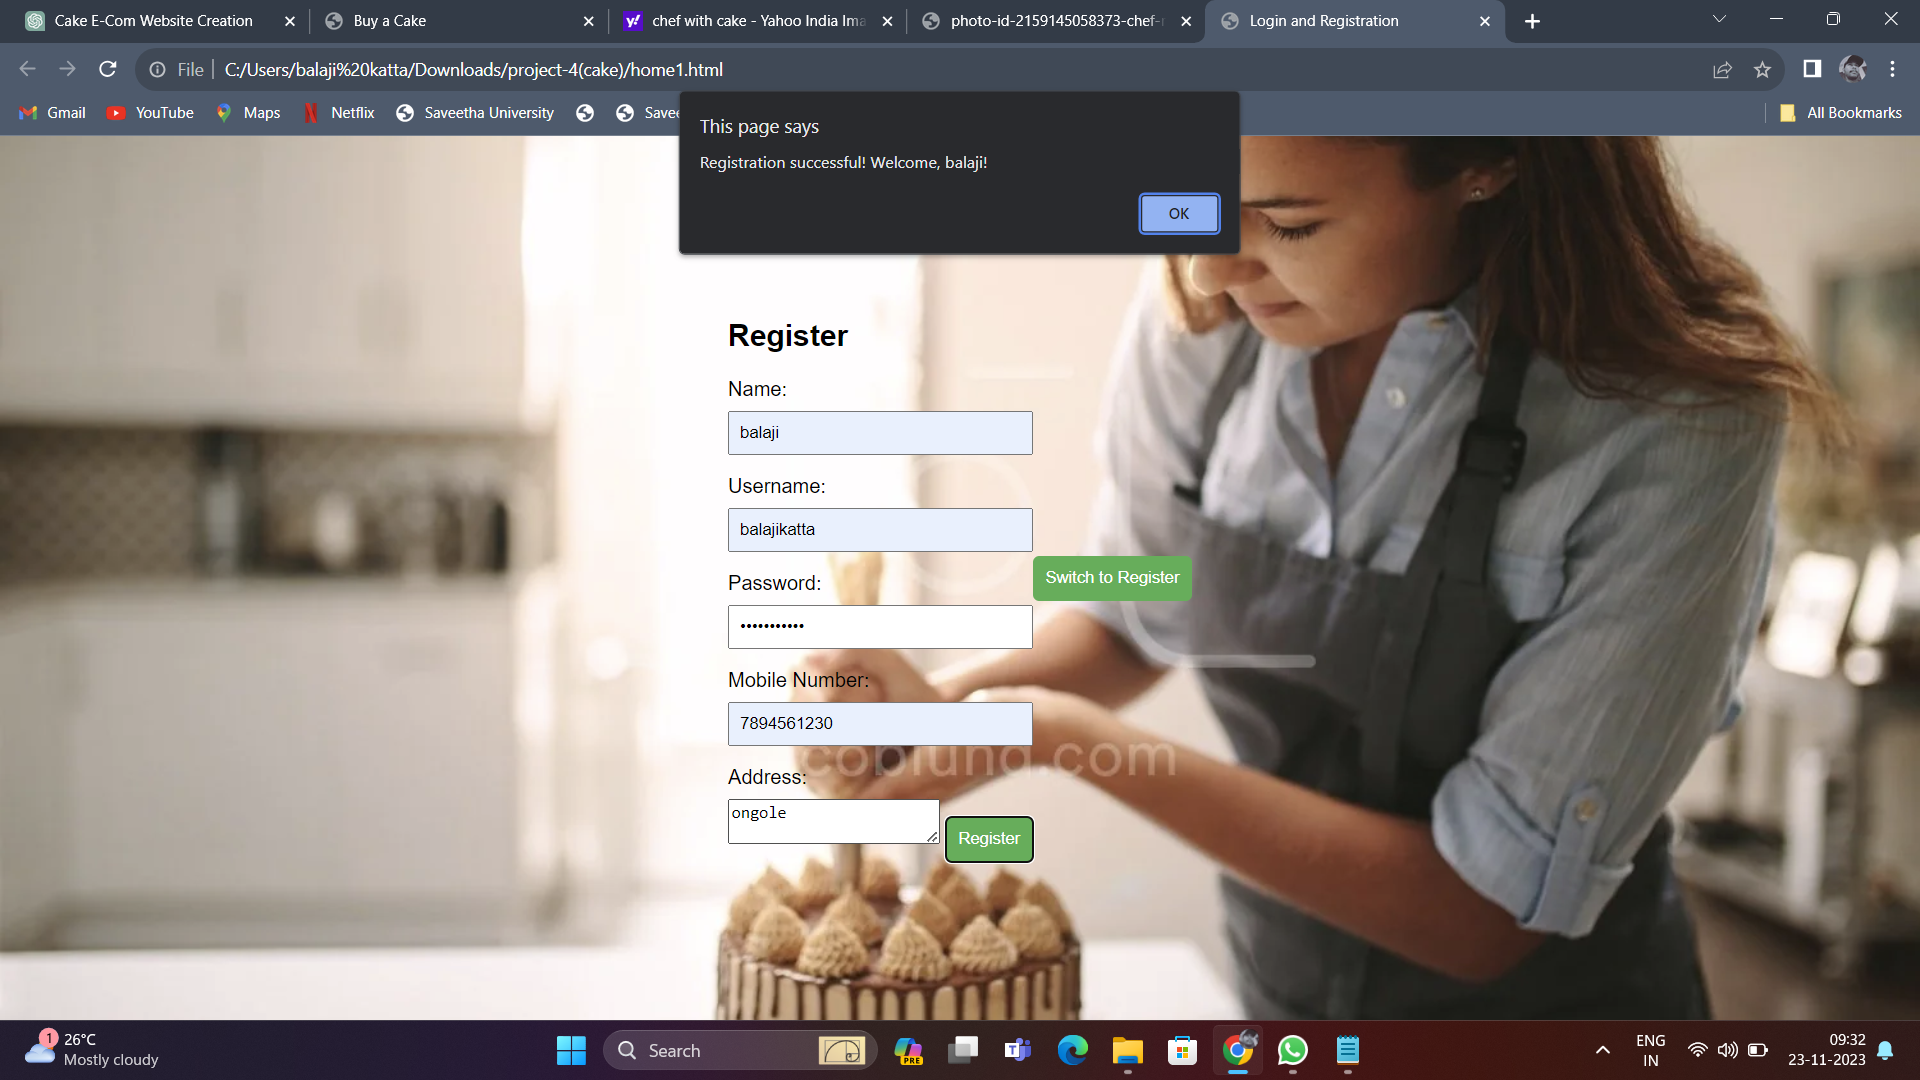 Cake E-Com Website Creation
Buy a Cake
chef with cake - Yahoo India Ima
photo-id-2159145058373-chef-
Login and Registration
File
C:/Users/balaji%20katta/Downloads/project-4(cake)/home1.html
Gmail
YouTube
Maps
Netflix
Saveetha University
Savee
All Bookmarks
This page says
Registration successful! Welcome, balaji!
OK
Register
Name:
balaji
Username:
balajikatta
Switch to Register
Password:
•••••••••••
Mobile Number:
7894561230
Address:
ongole
Register
1
26°C
Mostly cloudy
Search
PRE
ENG
IN
09:32
23-11-2023